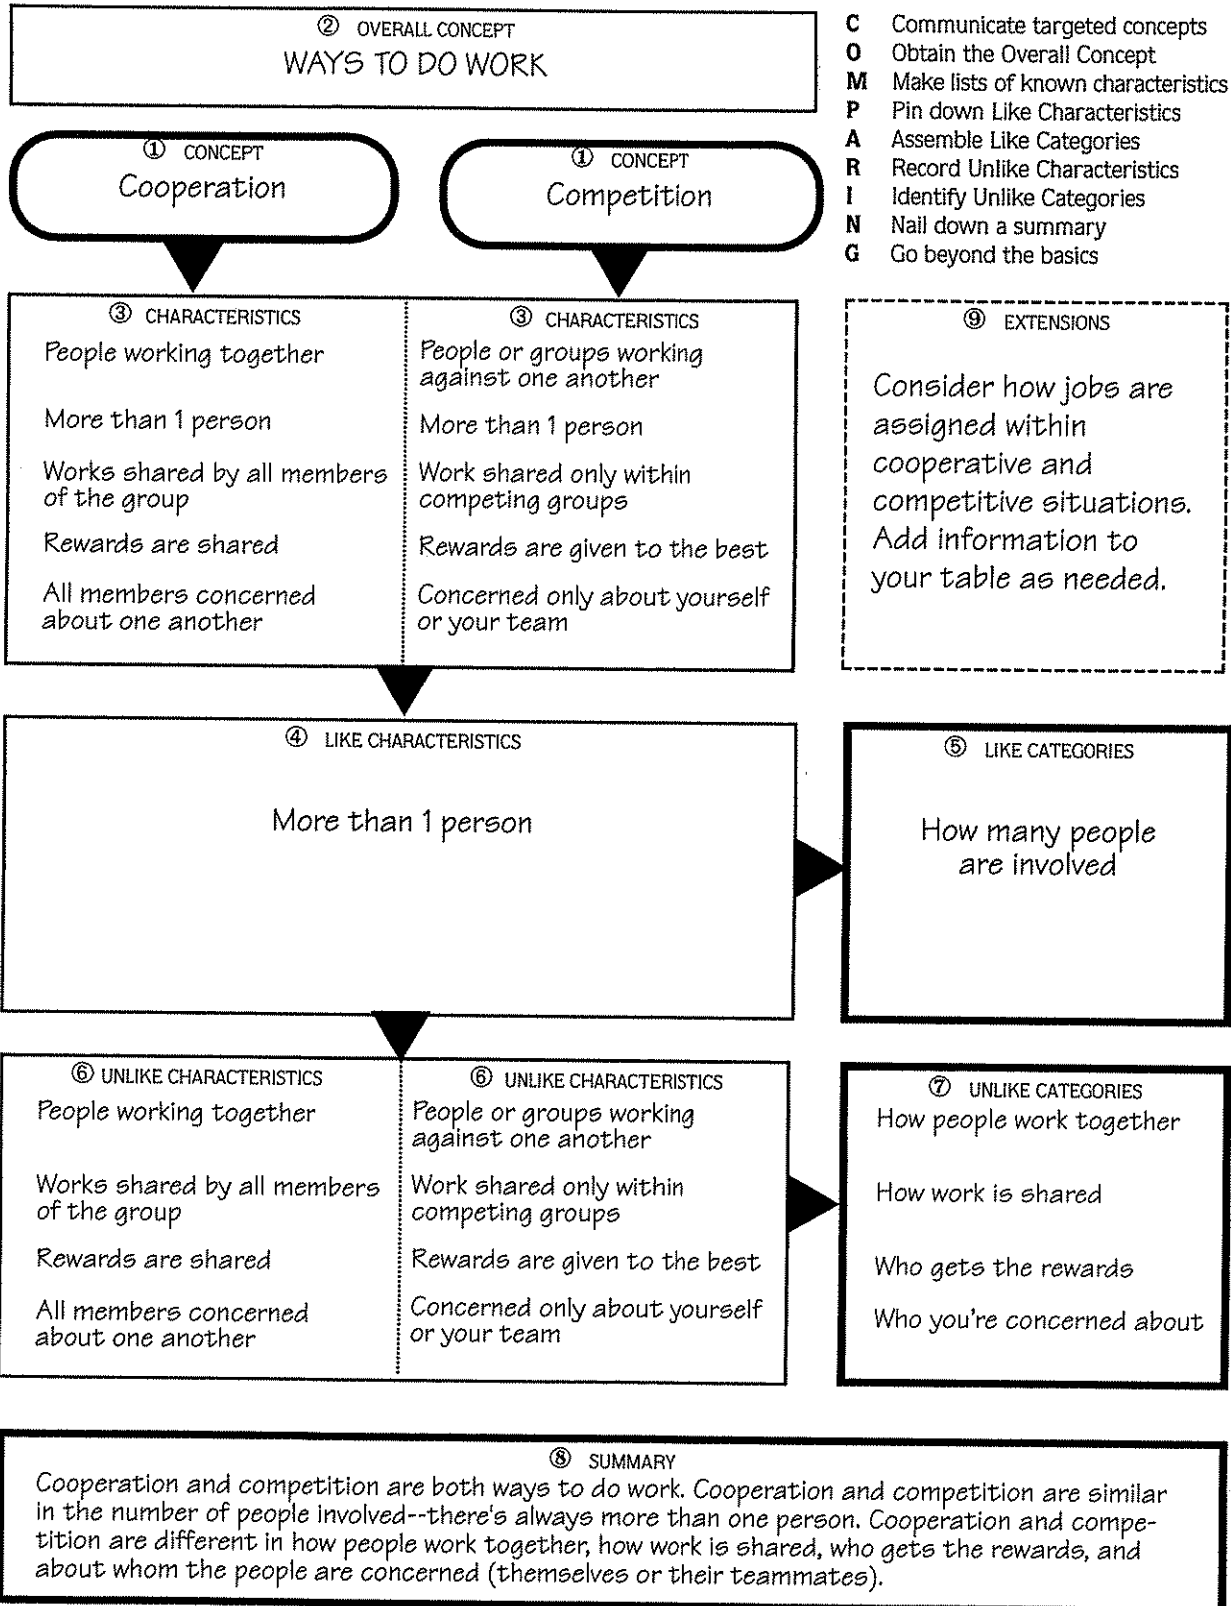 ② OVERALL CONCEPT
WAYS TO DO WORK
C Communicate targeted concepts
O Obtain the Overall Concept
M Make lists of known characteristics
P Pin down Like Characteristics
A Assemble Like Categories
R Record Unlike Characteristics
I Identify Unlike Categories
N Nail down a summary
G Go beyond the basics
① CONCEPT
Cooperation
① CONCEPT
Competition
③ CHARACTERISTICS
People working together
More than 1 person
Works shared by all members
of the group
Rewards are shared
All members concerned
about one another
③ CHARACTERISTICS
People or groups working
against one another
More than 1 person
Work shared only within
competing groups
Rewards are given to the best
Concerned only about yourself
or your team
⑨ EXTENSIONS
Consider how jobs are
assigned within
cooperative and
competitive situations.
Add information to
your table as needed.
④ LIKE CHARACTERISTICS
More than 1 person
⑤ LIKE CATEGORIES
How many people
are involved
⑥ UNLIKE CHARACTERISTICS
People working together
Works shared by all members
of the group
Rewards are shared
All members concerned
about one another
⑥ UNLIKE CHARACTERISTICS
People or groups working
against one another
Work shared only within
competing groups
Rewards are given to the best
Concerned only about yourself
or your team
⑦ UNLIKE CATEGORIES
How people work together
How work is shared
Who gets the rewards
Who you're concerned about
⑧ SUMMARY
Cooperation and competition are both ways to do work. Cooperation and competition are similar
in the number of people involved--there's always more than one person. Cooperation and compe-
tition are different in how people work together, how work is shared, who gets the rewards, and
about whom the people are concerned (themselves or their teammates).